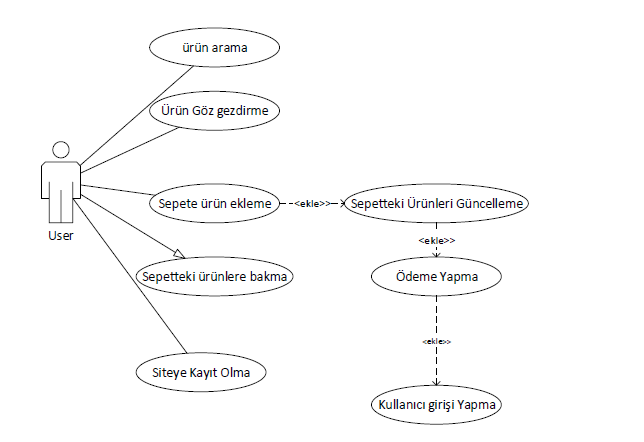 ürün arama
Ürün Göz gezdirme
Sepete ürün ekleme
<ekle>>
Sepetteki Ürünleri Güncelleme
User
<ekle>>
Sepetteki ürünlere bakma
Ödeme Yapma
<ekle>>
Siteye Kayıt Olma
Kullanıcı girişi Yapma